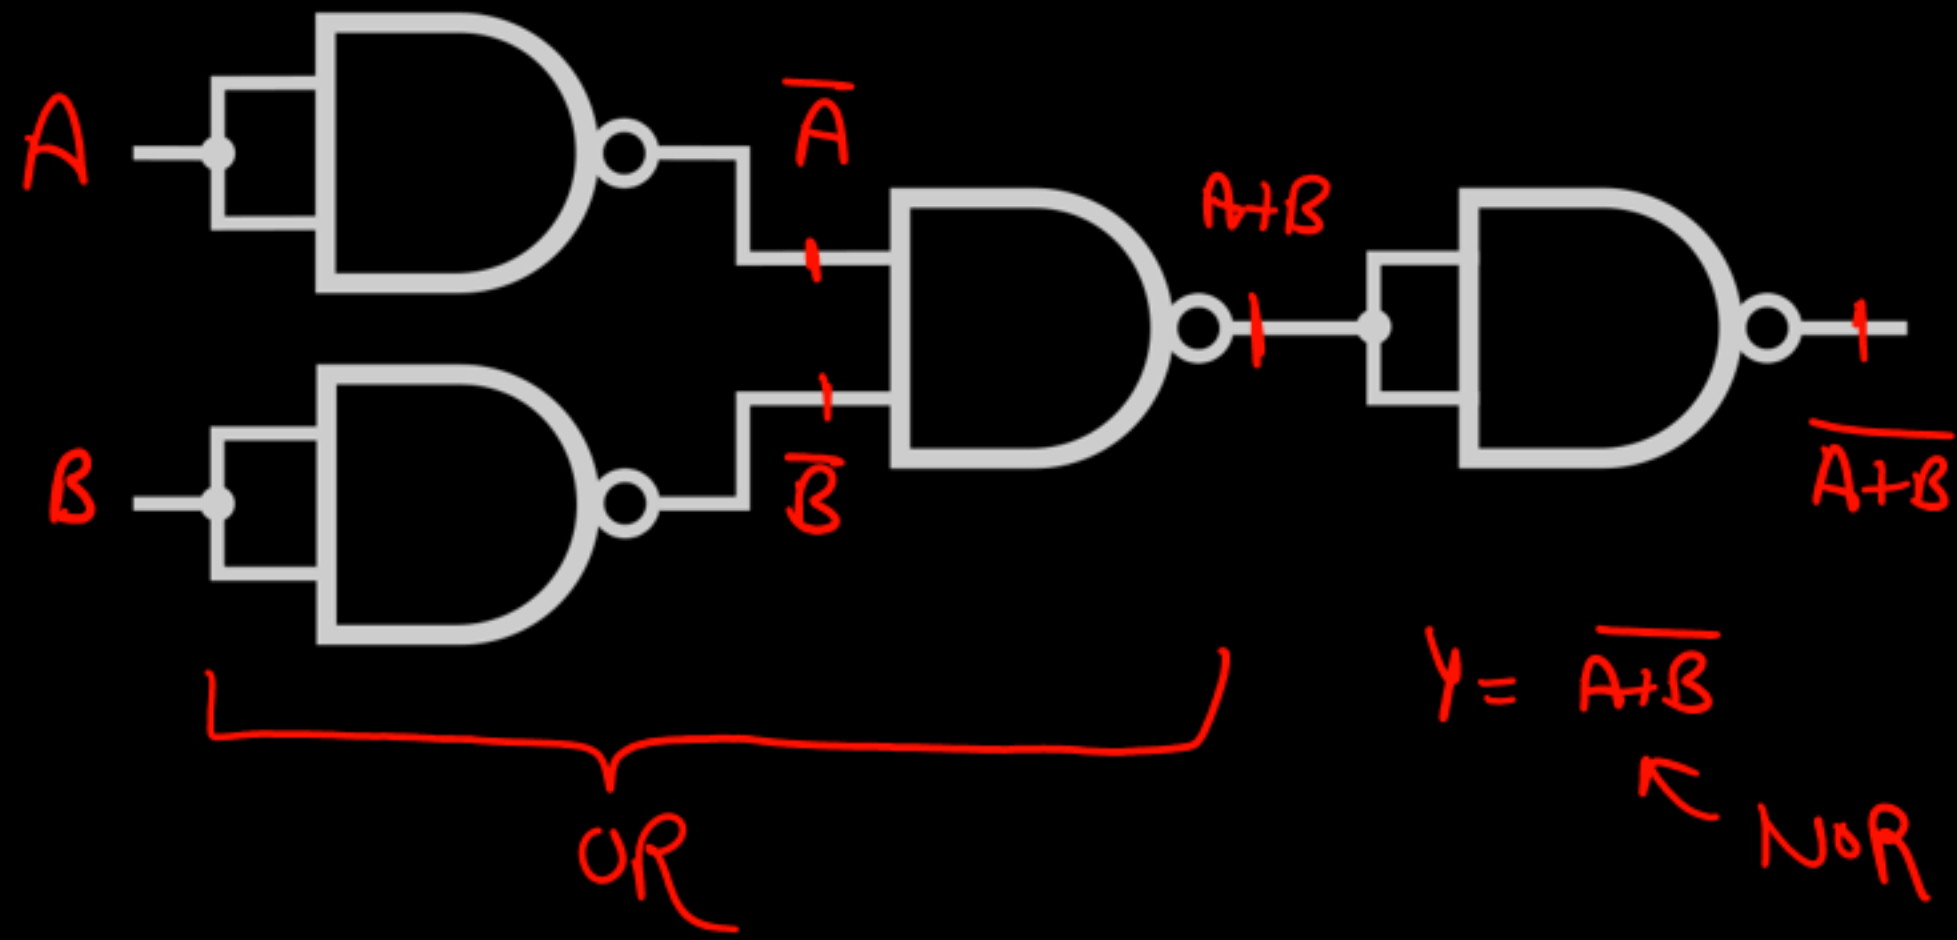 A
A̅
A+B
B
B̅
A̅+̅B̅
Y = A̅+̅B̅
OR
NOR